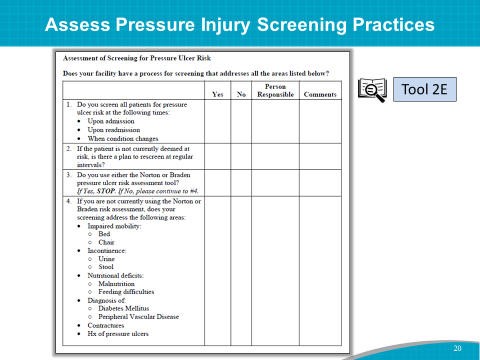 Assess Pressure Injury Screening Practices
Assessment of Screening for Pressure Ulcer Risk
Does your facility have a process for screening that addresses all the areas listed below?
Yes No Person Responsible Comments
1. Do you screen all patients for pressure
ulcer risk at the following times:
• Upon admission
• Upon readmission
• When condition changes
2. If the patient is not currently deemed at
risk, is there a plan to rescreen at regular
intervals?
3. Do you use either the Norton or Braden
pressure ulcer risk assessment tool?
If Yes, STOP. If No, please continue to #4.
4. If you are not currently using the Norton or
Braden risk assessment, does your
screening address the following areas:
• Impaired mobility:
○ Bed
○ Chair
• Incontinence:
○ Urine
○ Stool
• Nutritional deficits:
○ Malnutrition
○ Feeding difficulties
• Diagnosis of:
○ Diabetes Mellitus
○ Peripheral Vascular Disease
• Contractures
• Hx of pressure ulcers
Tool 2E
20